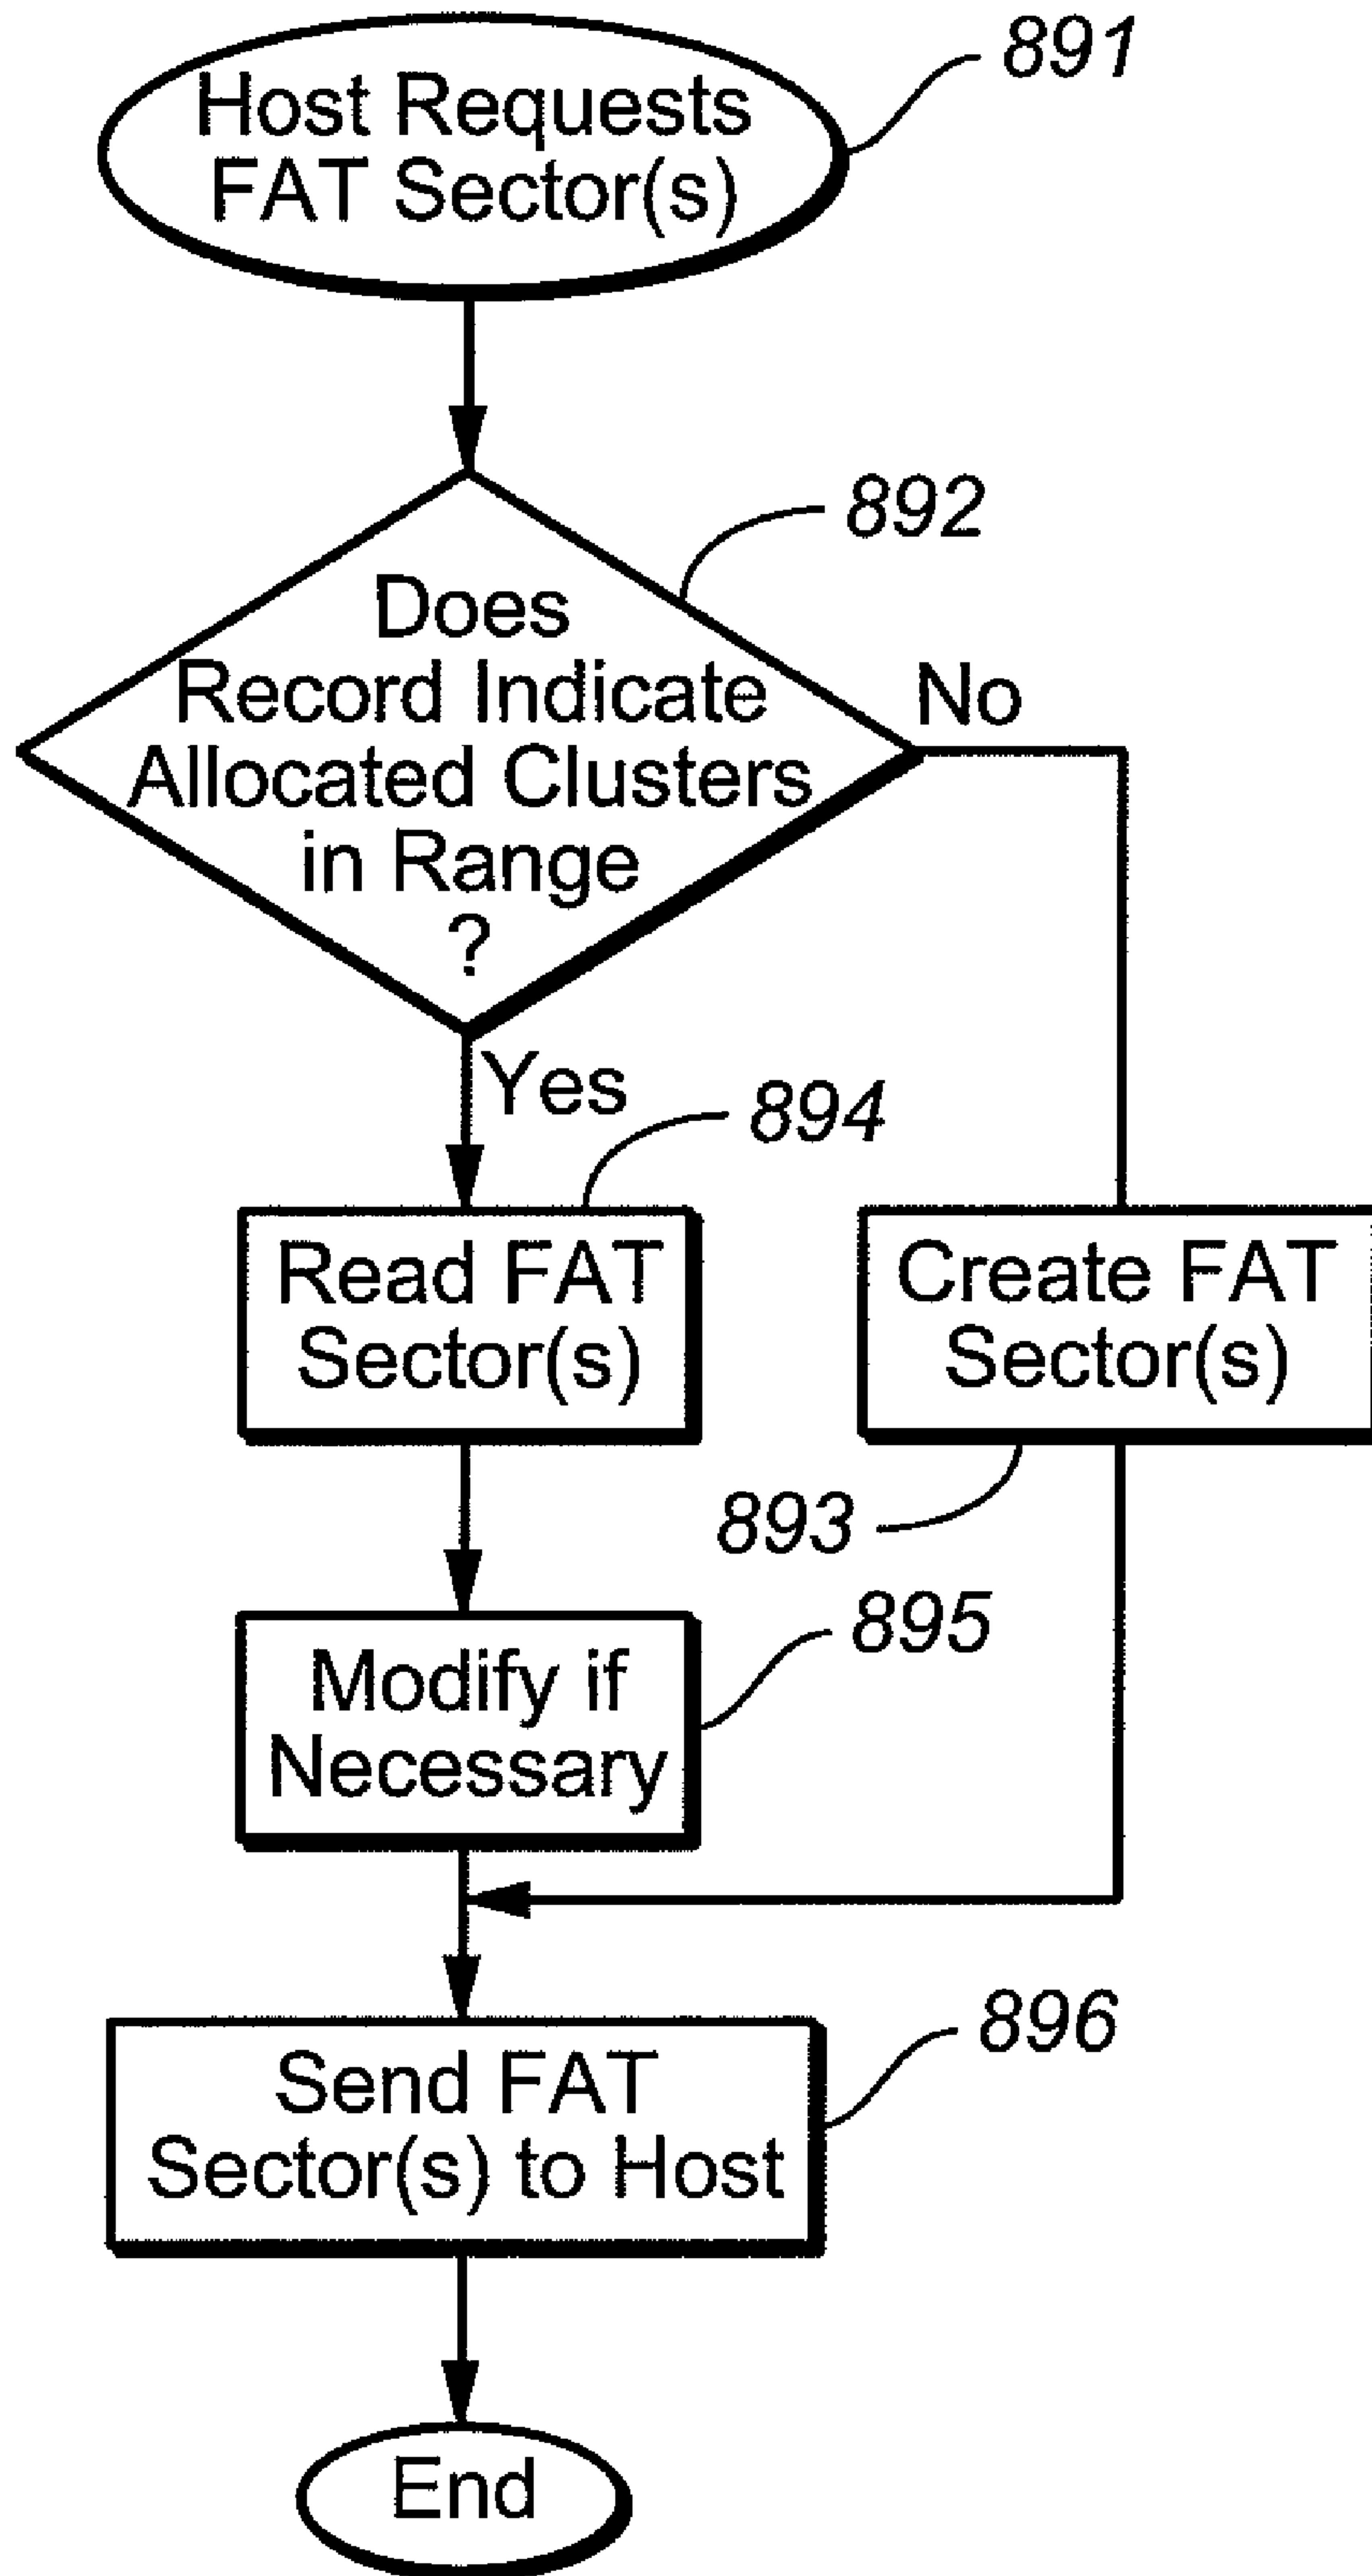 Host Requests
FAT Sector(s)
891
Does
Record Indicate
Allocated Clusters
in Range
?
892
No
Yes
894
Read FAT
Sector(s)
Create FAT
Sector(s)
893
Modify if
Necessary
895
Send FAT
Sector(s) to Host
896
End